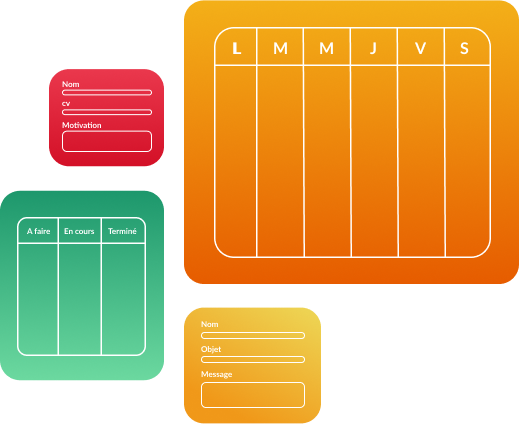 L M M J V S
Nom
cv
Motivation
A faire En cours Terminé
Nom
Objet
Message